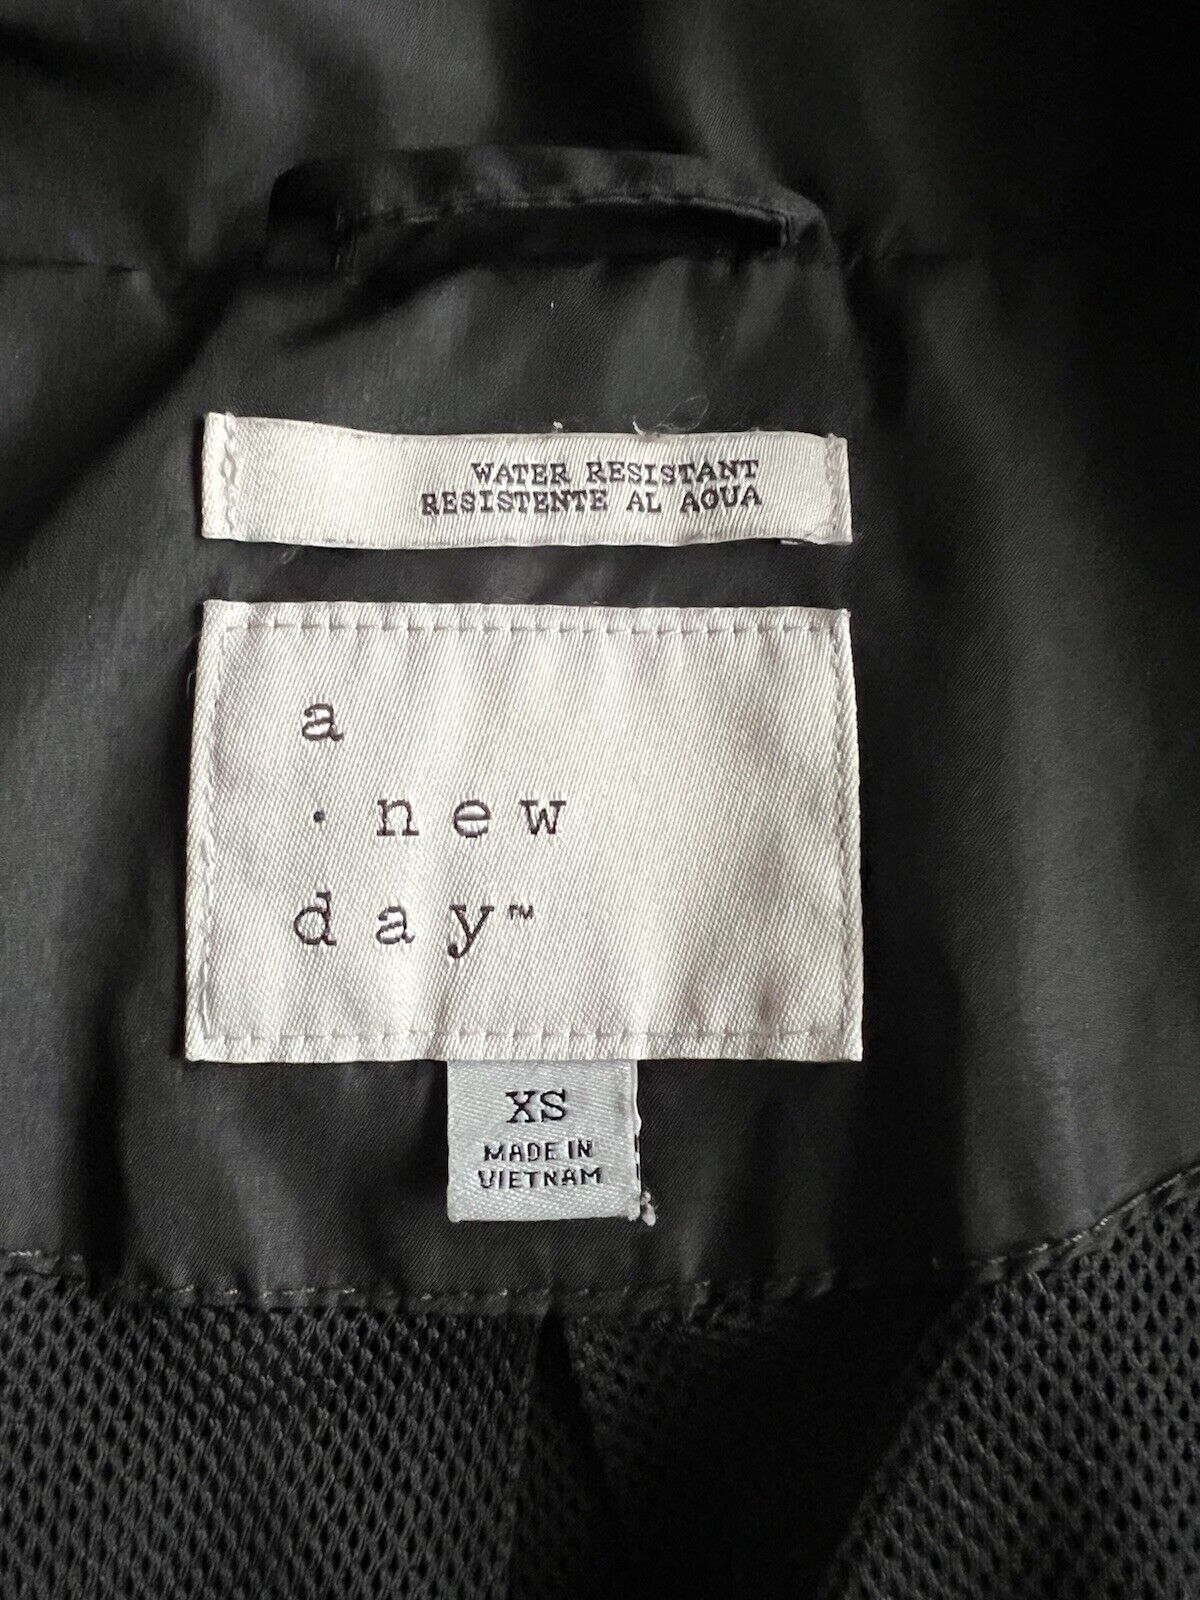 WATER RESISTANT
RESISTENTE AL AGUA
a
· new
day™
XS
MADE IN
VIETNAM